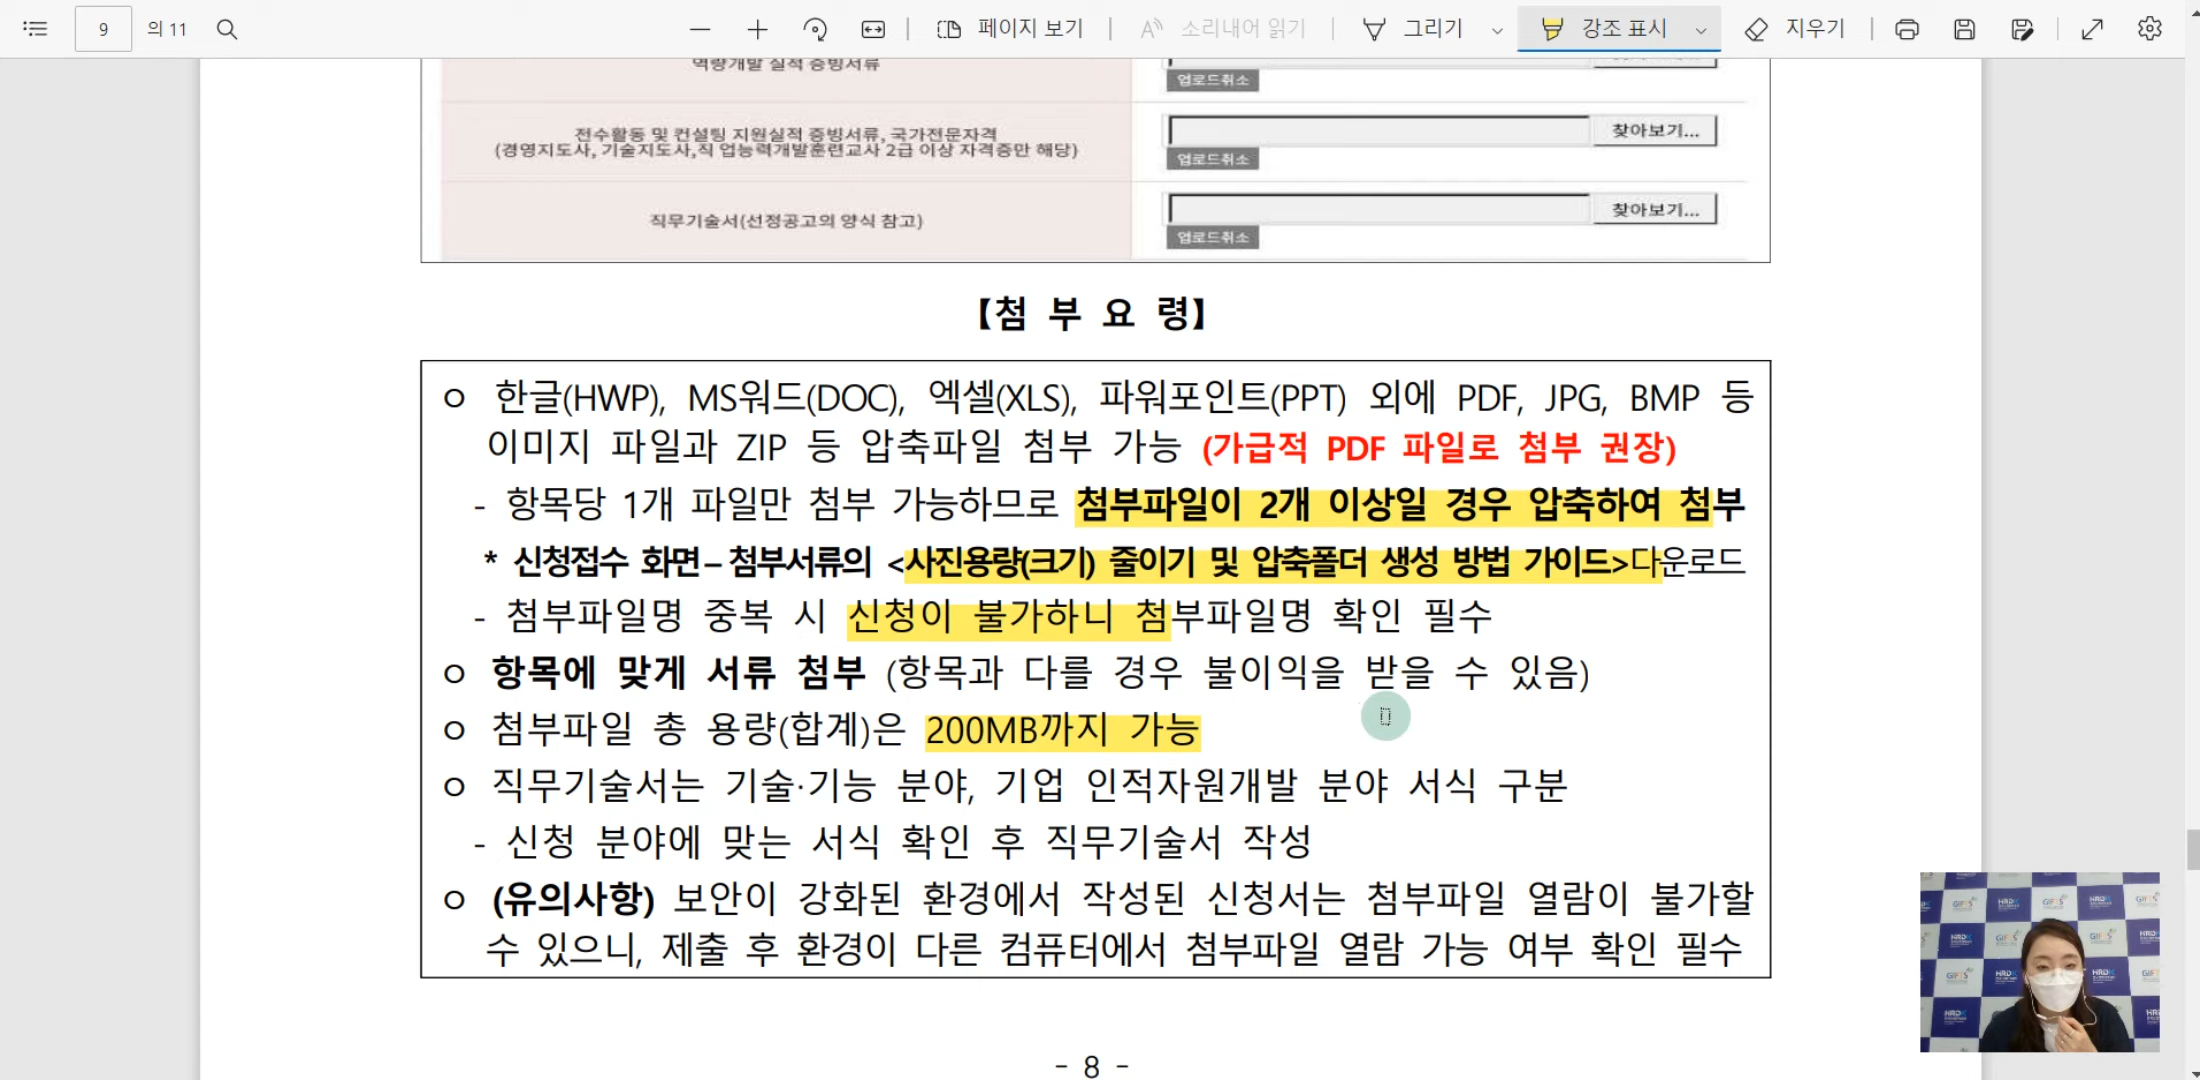 9 의 11 페이지 보기 소리내어 읽기 그리기 강조 표시 지우기
역량개발 실적 증빙서류
업로드취소
전수활동 및 컨설팅 지원실적 증빙서류, 국가전문자격
(경영지도사, 기술지도사,직 업능력개발훈련교사 2급 이상 자격증만 해당)
찾아보기...
업로드취소
직무기술서(선정공고의 양식 참고)
찾아보기...
업로드취소
【첨 부 요 령】
ㅇ 한글(HWP), MS워드(DOC), 엑셀(XLS), 파워포인트(PPT) 외에 PDF, JPG, BMP 등
이미지 파일과 ZIP 등 압축파일 첨부 가능 (가급적 PDF 파일로 첨부 권장)
- 항목당 1개 파일만 첨부 가능하므로 첨부파일이 2개 이상일 경우 압축하여 첨부
* 신청접수 화면–첨부서류의 <사진용량(크기) 줄이기 및 압축폴더 생성 방법 가이드>다운로드
- 첨부파일명 중복 시 신청이 불가하니 첨부파일명 확인 필수
ㅇ 항목에 맞게 서류 첨부 (항목과 다를 경우 불이익을 받을 수 있음)
ㅇ 첨부파일 총 용량(합계)은 200MB까지 가능
ㅇ 직무기술서는 기술·기능 분야, 기업 인적자원개발 분야 서식 구분
- 신청 분야에 맞는 서식 확인 후 직무기술서 작성
ㅇ (유의사항) 보안이 강화된 환경에서 작성된 신청서는 첨부파일 열람이 불가할
수 있으니, 제출 후 환경이 다른 컴퓨터에서 첨부파일 열람 가능 여부 확인 필수
- 8 -